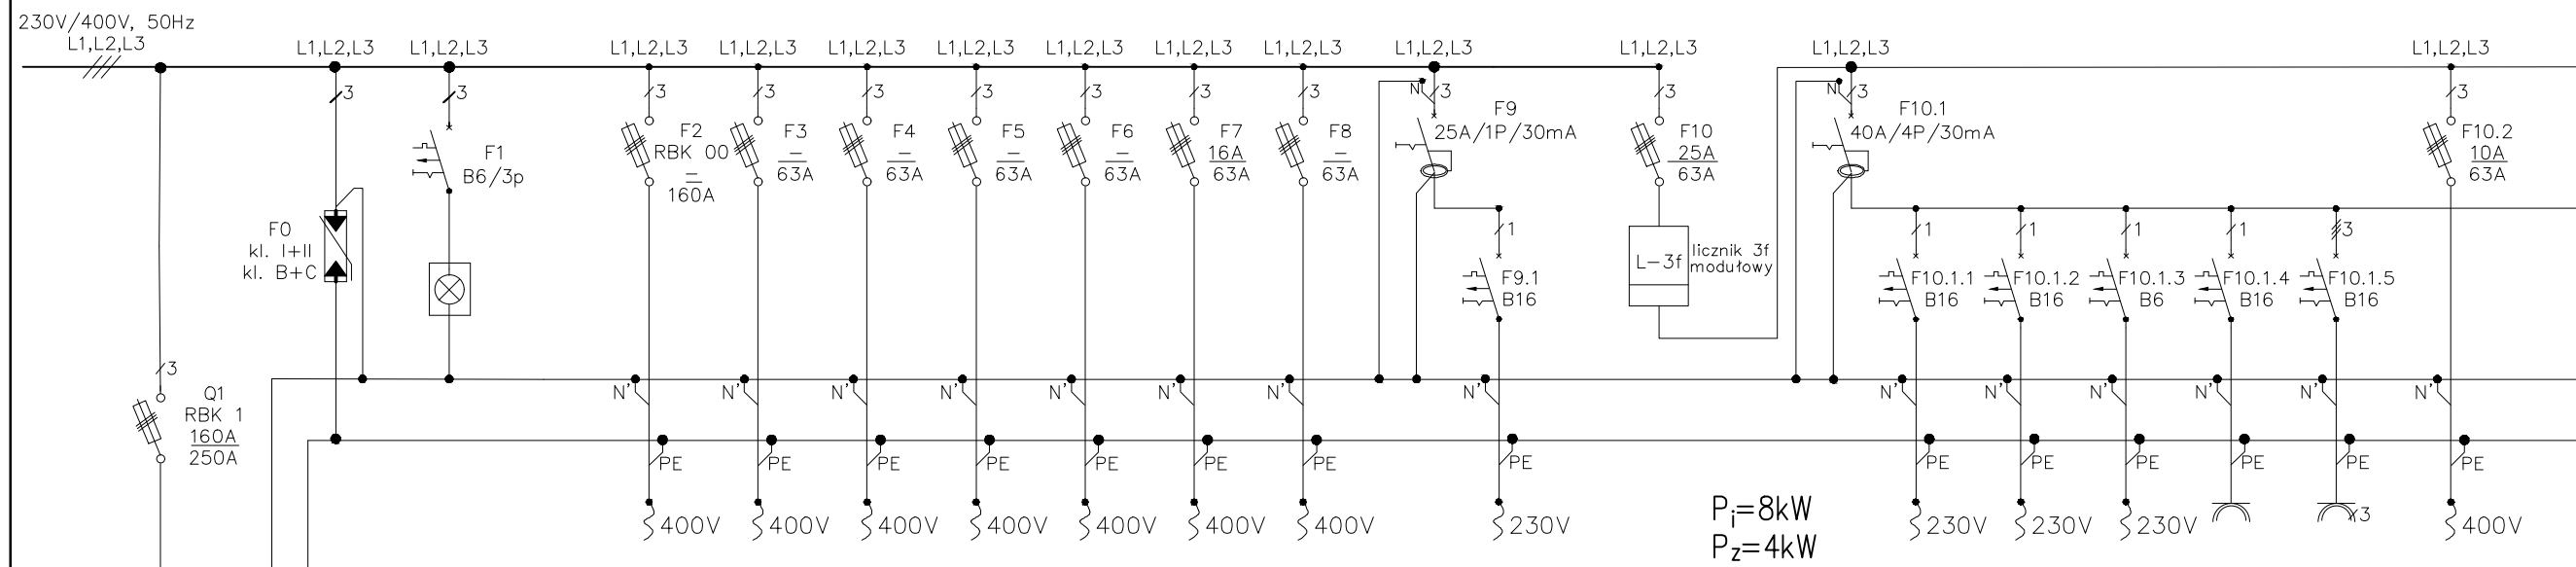 230V/400V, 50Hz
L1,L2,L3
L1,L2,L3
L1,L2,L3
L1,L2,L3
L1,L2,L3
L1,L2,L3
L1,L2,L3
L1,L2,L3
L1,L2,L3
L1,L2,L3
L1,L2,L3
L1,L2,L3
L1,L2,L3
L1,L2,L3
3
3
3
3
3
3
3
3
3
N
3
3
N
3
3
F1
B6/3p
F2
RBK 00
–
160A
F3
–
63A
F4
–
63A
F5
–
63A
F6
–
63A
F7
16A
63A
F8
–
63A
F9
25A/1P/30mA
F10
25A
63A
F10.1
40A/4P/30mA
F10.2
10A
63A
F0
kl. I+II
kl. B+C
1
F9.1
B16
L-3f
licznik 3f
modułowy
1
1
1
1
3
F10.1.1
B16
F10.1.2
B16
F10.1.3
B6
F10.1.4
B16
F10.1.5
B16
3
Q1
RBK 1
160A
250A
N'
N'
N'
N'
N'
N'
N'
N'
N'
N'
N'
N'
N'
N'
PE
PE
PE
PE
PE
PE
PE
PE
PE
PE
PE
PE
PE
PE
400V
400V
400V
400V
400V
400V
400V
230V
Pi=8kW
Pz=4kW
230V
230V
230V
x3
400V